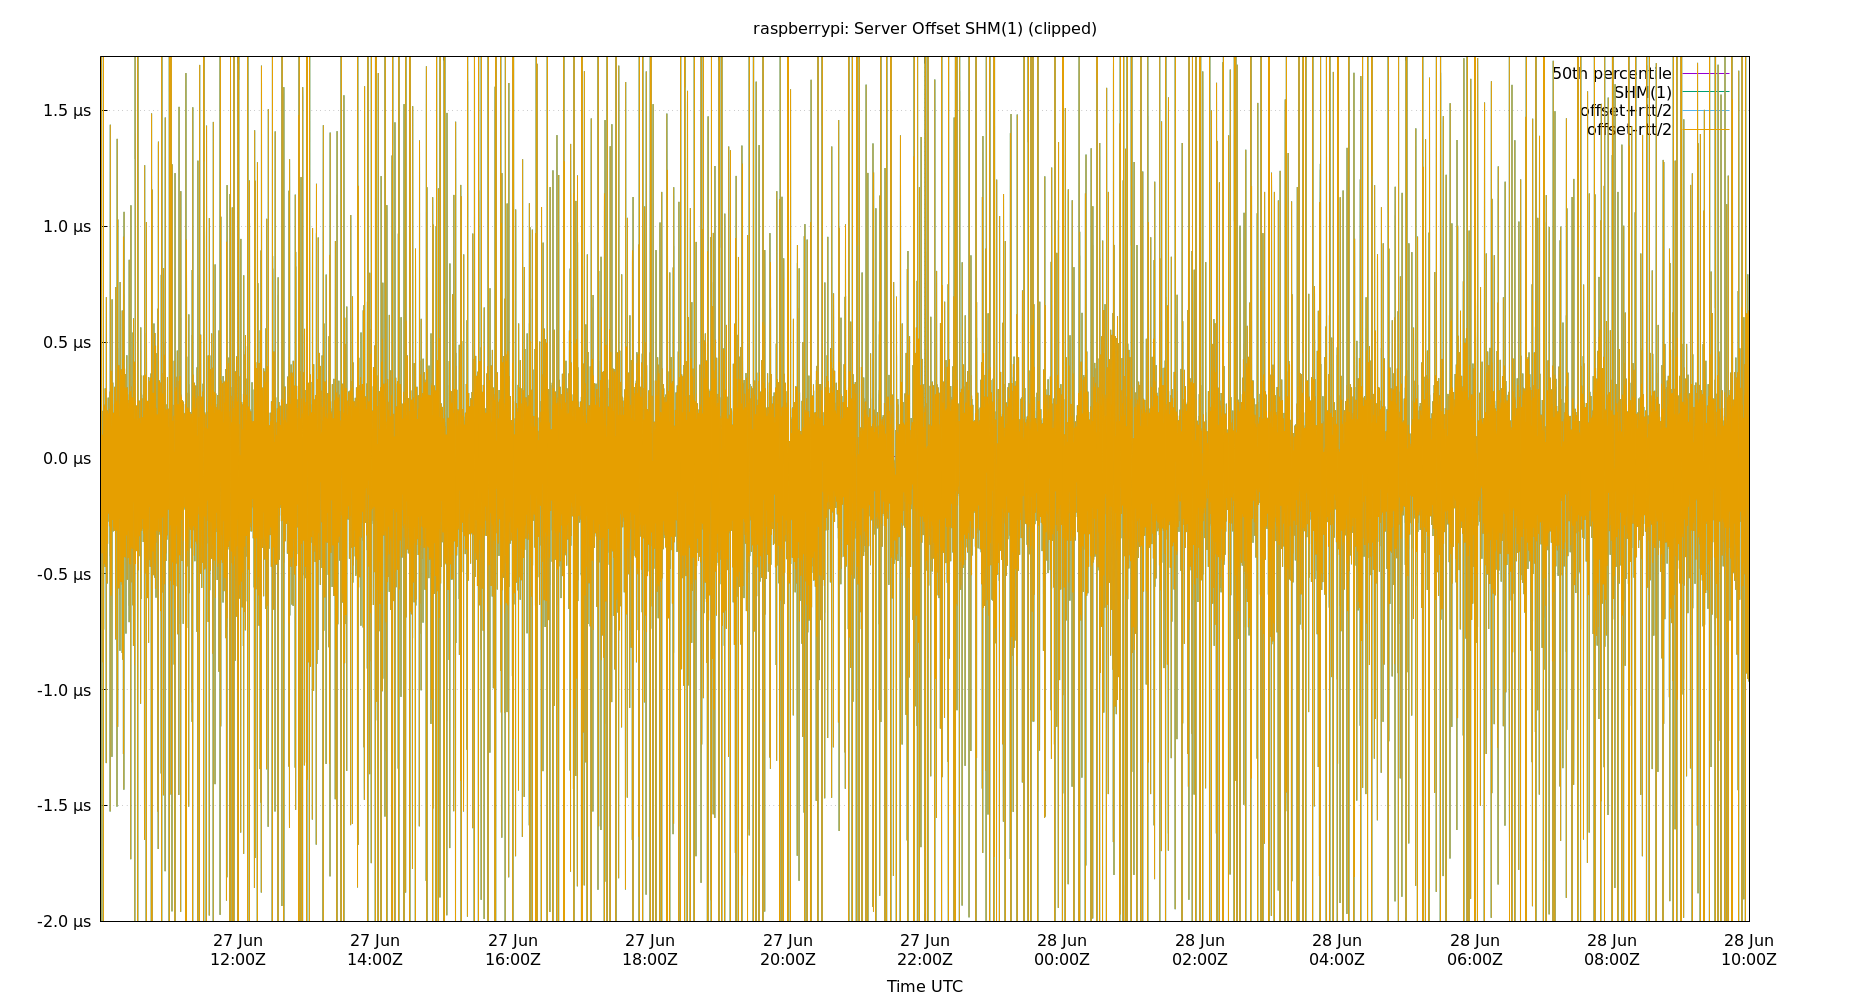 raspberrypi: Server Offset SHM(1) (clipped)
50th percentile
SHM(1)
offset+rtt/2
offset-rtt/2
1.5 µs
1.0 µs
0.5 µs
0.0 µs
-0.5 µs
-1.0 µs
-1.5 µs
-2.0 µs
27 Jun 27 Jun 27 Jun 27 Jun 27 Jun 27 Jun 28 Jun 28 Jun 28 Jun 28 Jun 28 Jun 28 Jun
12:00Z 14:00Z 16:00Z 18:00Z 20:00Z 22:00Z 00:00Z 02:00Z 04:00Z 06:00Z 08:00Z 10:00Z
Time UTC